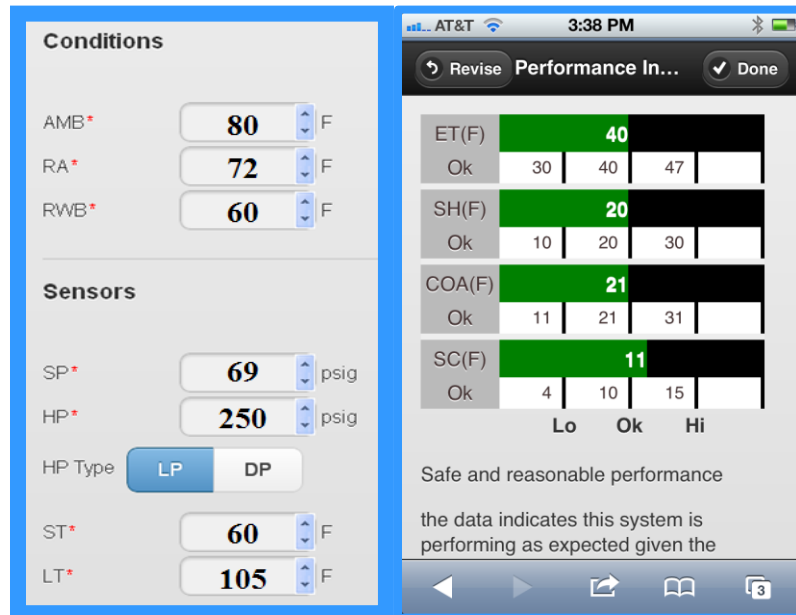 Conditions
AMB* 80 F
RA* 72 F
RWB* 60 F
Sensors
SP* 69 psig
HP* 250 psig
HP Type LP DP
ST* 60 F
LT* 105 F
AT&T 3:38 PM
Revise Performance In... Done
ET(F) 40
Ok 30 40 47
SH(F) 20
Ok 10 20 30
COA(F) 21
Ok 11 21 31
SC(F) 11
Ok 4 10 15
Lo Ok Hi
Safe and reasonable performance
the data indicates this system is
performing as expected given the
3